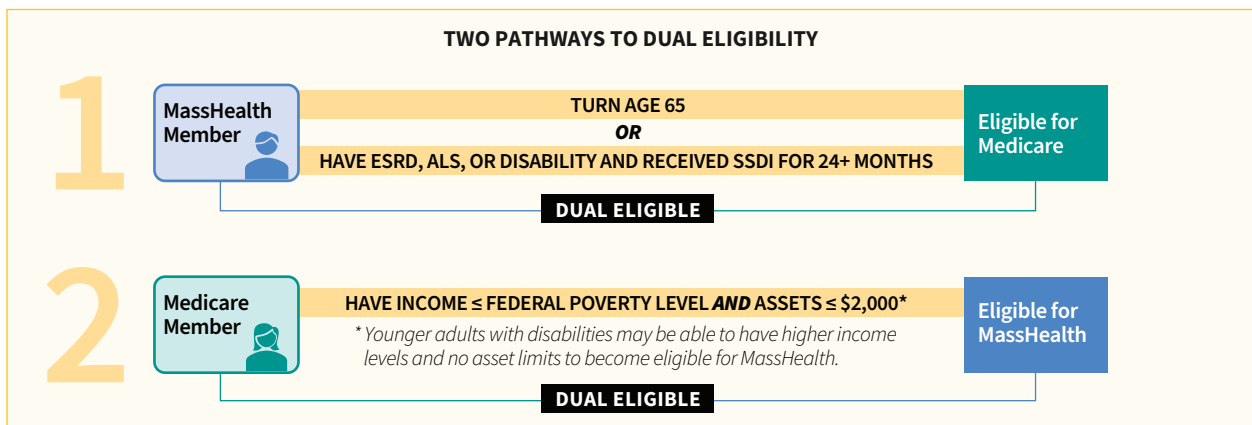 TWO PATHWAYS TO DUAL ELIGIBILITY
1
MassHealth
Member
TURN AGE 65
OR
HAVE ESRD, ALS, OR DISABILITY AND RECEIVED SSDI FOR 24+ MONTHS
Eligible for
Medicare
DUAL ELIGIBLE
2
Medicare
Member
HAVE INCOME ≤ FEDERAL POVERTY LEVEL AND ASSETS ≤ $2,000*
* Younger adults with disabilities may be able to have higher income
levels and no asset limits to become eligible for MassHealth.
Eligible for
MassHealth
DUAL ELIGIBLE